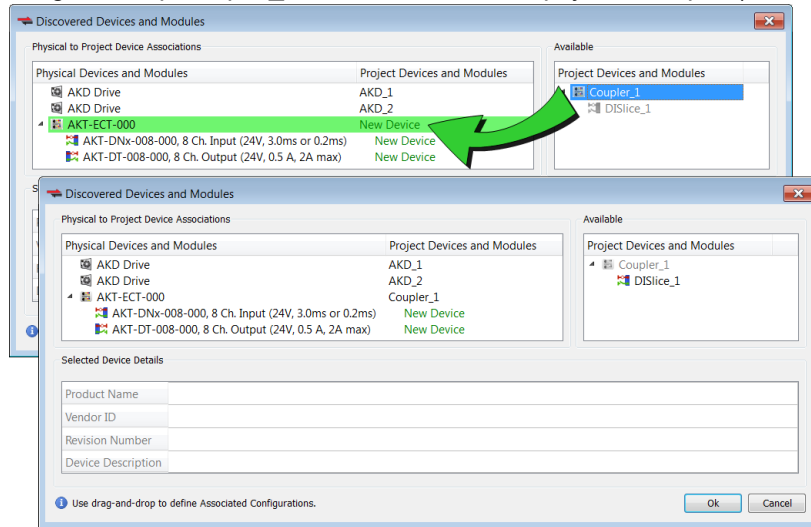 Discovered Devices and Modules
Physical to Project Device Associations
Available
Physical Devices and Modules Project Devices and Modules
Project Devices and Modules
AKD Drive AKD_1
Coupler_1
AKD Drive AKD_2
DISlice_1
AKT-ECT-000 New Device
AKT-DNx-008-000, 8 Ch. Input (24V, 3.0ms or 0.2ms) New Device
AKT-DT-008-000, 8 Ch. Output (24V, 0.5 A, 2A max) New Device
Discovered Devices and Modules
Physical to Project Device Associations
Available
Physical Devices and Modules Project Devices and Modules
Project Devices and Modules
AKD Drive AKD_1
Coupler_1
AKD Drive AKD_2
DISlice_1
AKT-ECT-000 Coupler_1
AKT-DNx-008-000, 8 Ch. Input (24V, 3.0ms or 0.2ms) New Device
AKT-DT-008-000, 8 Ch. Output (24V, 0.5 A, 2A max) New Device
Selected Device Details
Product Name
Vendor ID
Revision Number
Device Description
Use drag-and-drop to define Associated Configurations.
Ok Cancel